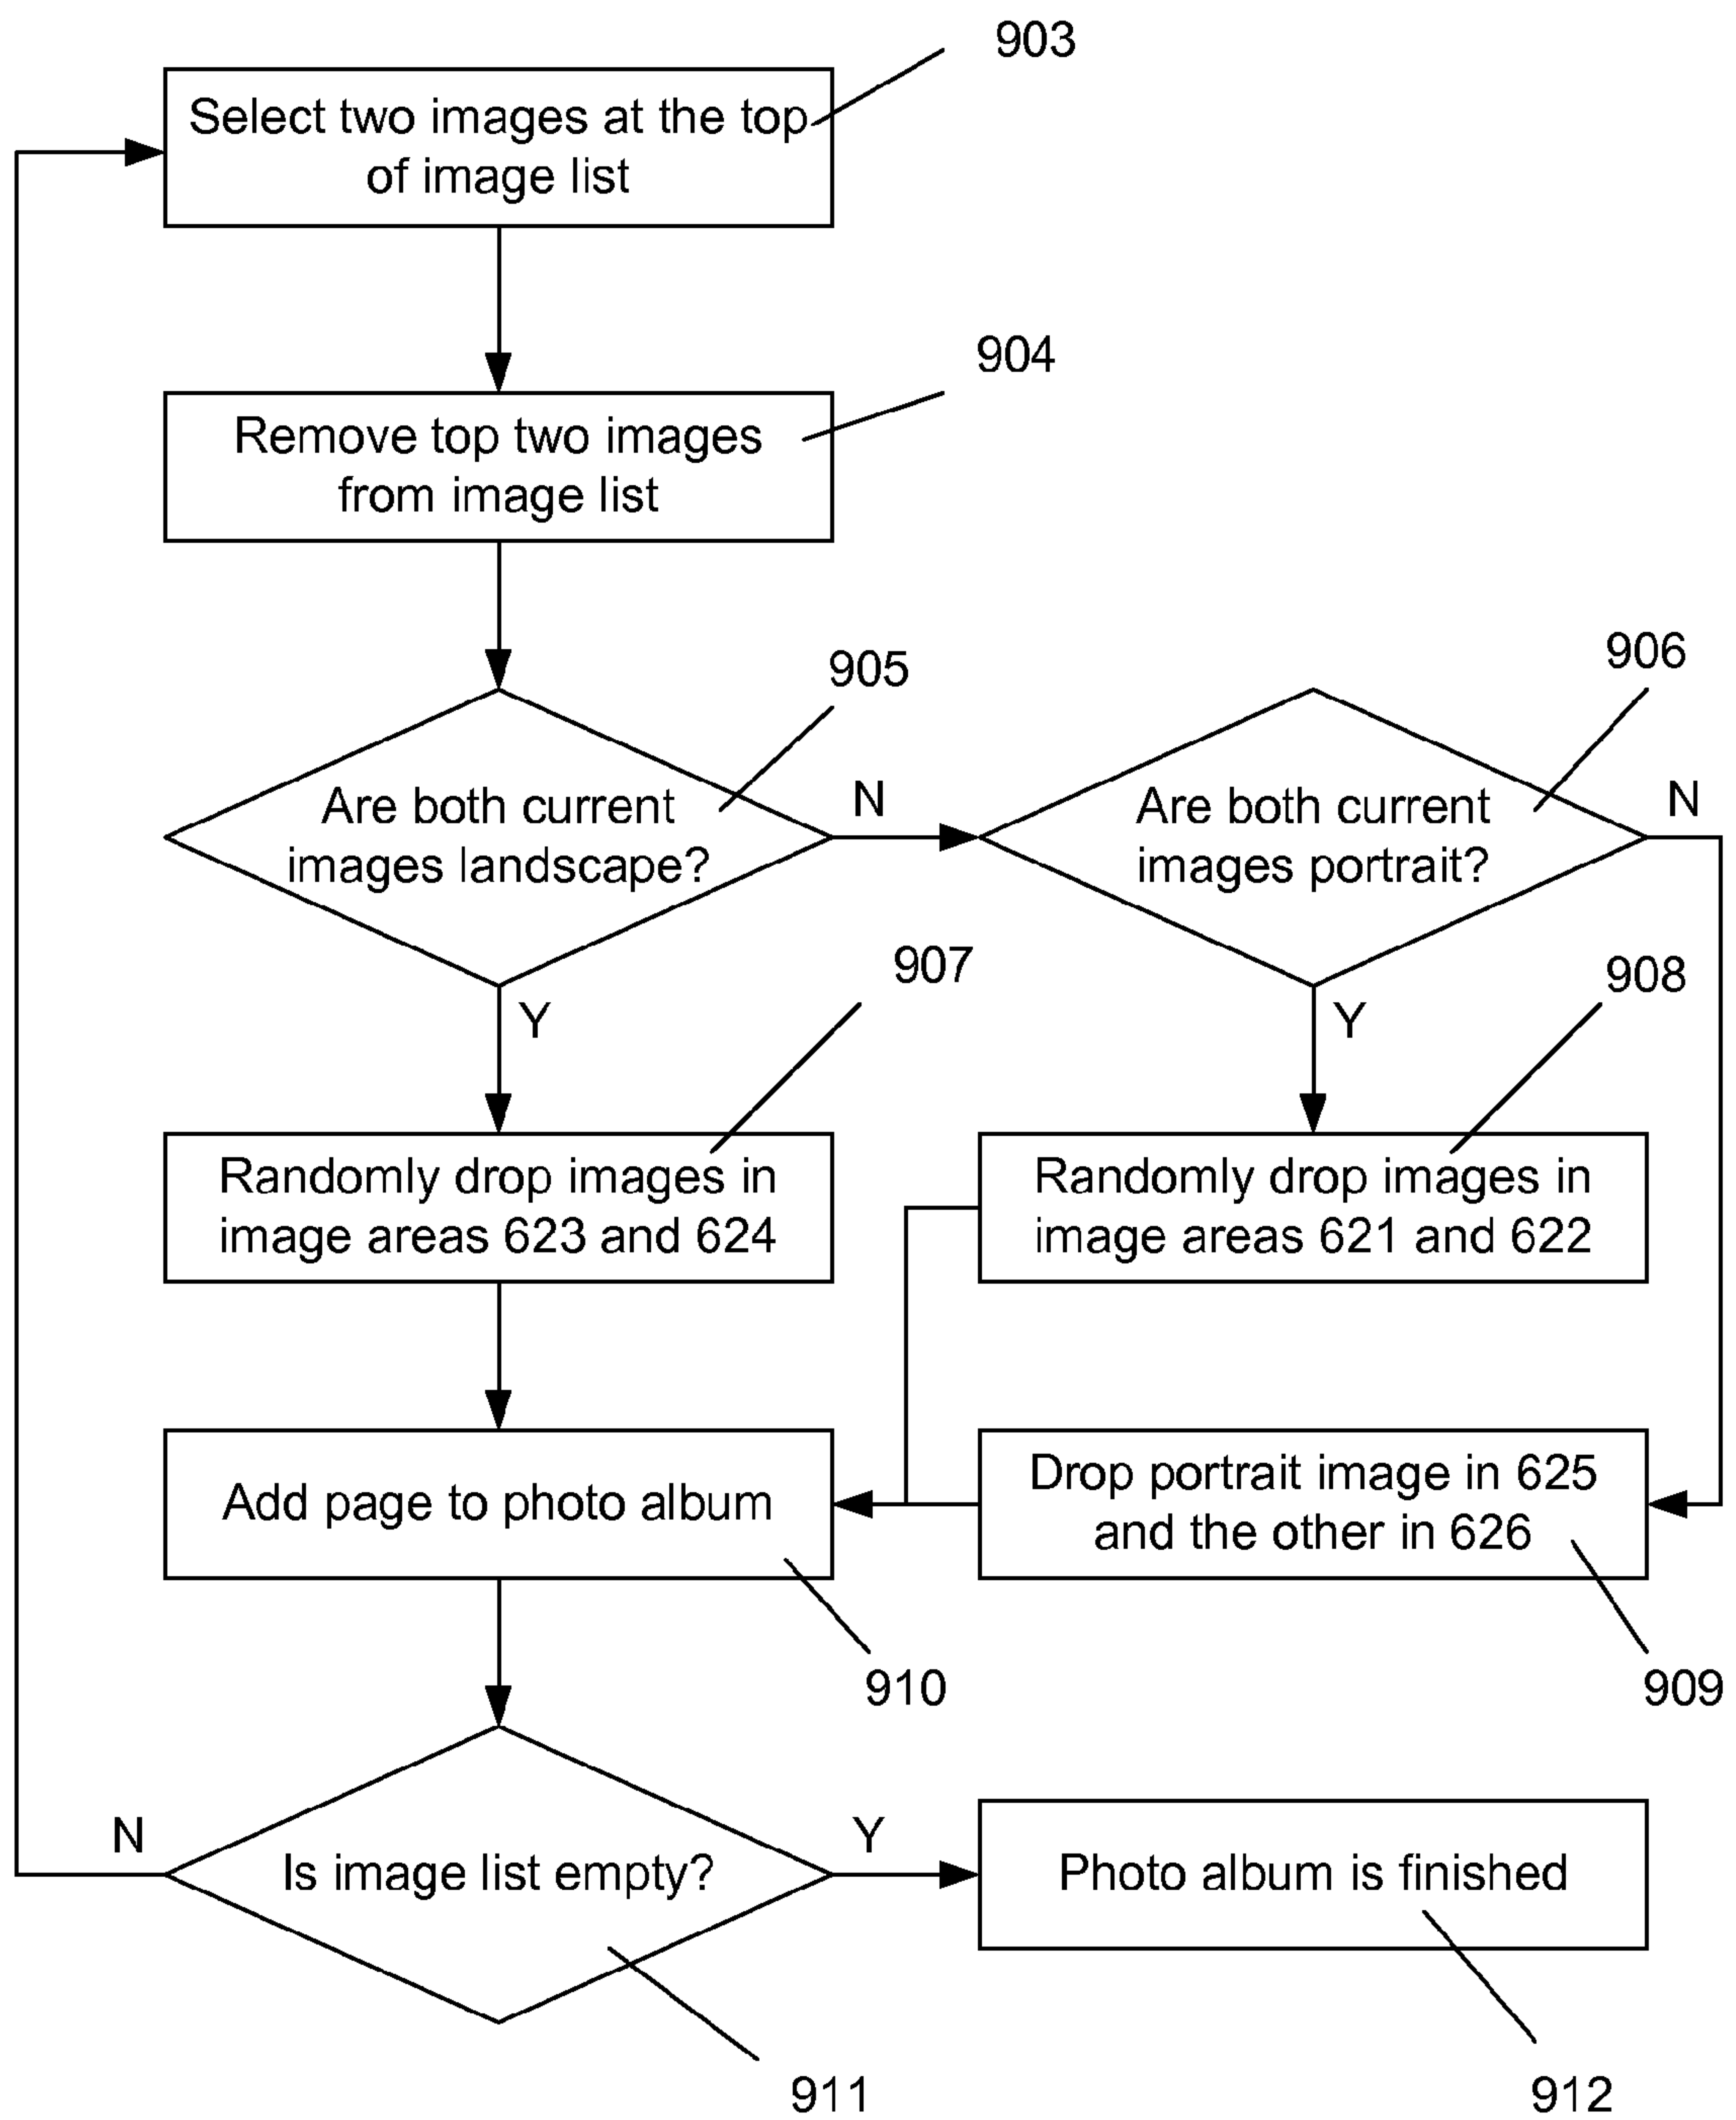 903
Select two images at the top
of image list
904
Remove top two images
from image list
905
906
Are both current
images landscape?
N
Are both current
images portrait?
N
907
908
Y
Y
Randomly drop images in
image areas 623 and 624
Randomly drop images in
image areas 621 and 622
Add page to photo album
Drop portrait image in 625
and the other in 626
910
909
N
Is image list empty?
Y
Photo album is finished
911
912